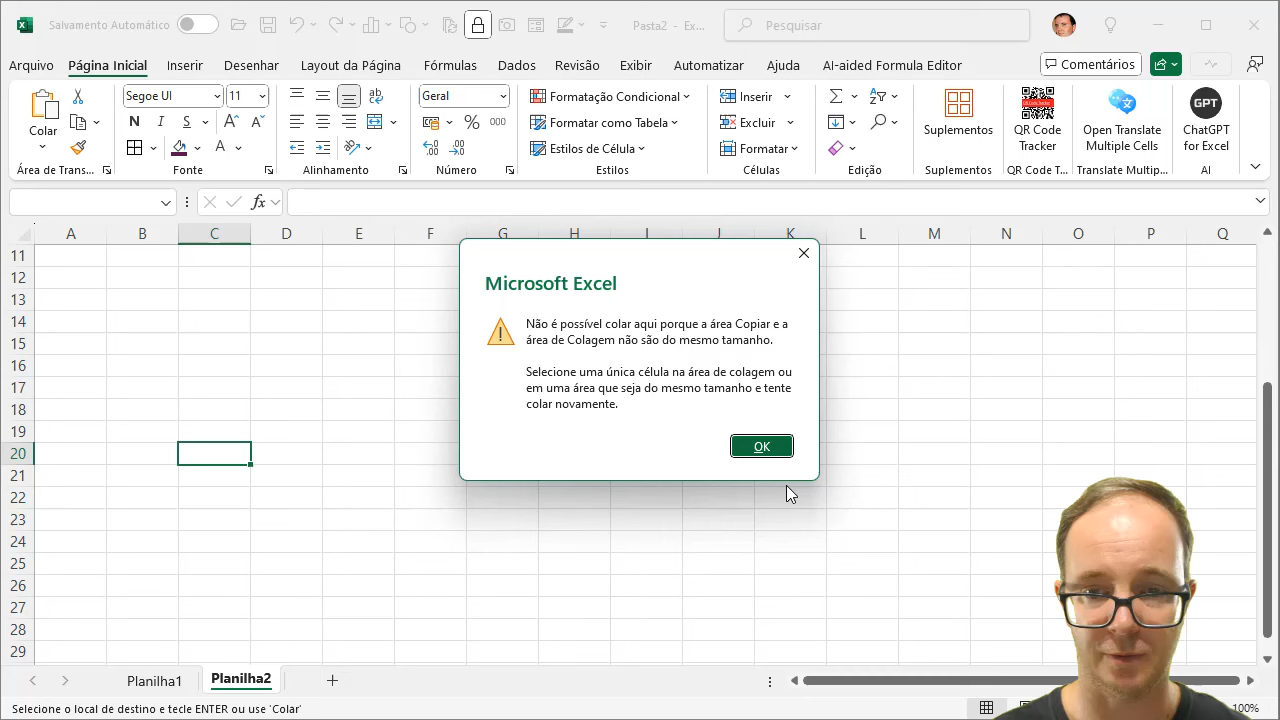 Salvamento Automático
Pasta2 - Ex...
Pesquisar
Arquivo
Página Inicial
Inserir
Desenhar
Layout da Página
Fórmulas
Dados
Revisão
Exibir
Automatizar
Ajuda
AI-aided Formula Editor
Comentários
Colar
Área de Trans...
Segoe UI
11
N I S A A
A
Fonte
ab
Alinhamento
Geral
% 000
Número
Formatação Condicional
Formatar como Tabela
Estilos de Célula
Estilos
Inserir
Excluir
Formatar
Células
Edição
Suplementos
Suplementos
QR Code
Tracker
QR Code T...
Open Translate
Multiple Cells
Translate Multip...
GPT
ChatGPT
for Excel
AI
fx
A B C D E F G H I J K L M N O P Q
11
12
13
14
15
16
17
18
19
20
21
22
23
24
25
26
27
28
29
Microsoft Excel
Não é possível colar aqui porque a área Copiar e a
área de Colagem não são do mesmo tamanho.
Selecione uma única célula na área de colagem ou
em uma área que seja do mesmo tamanho e tente
colar novamente.
OK
Planilha1
Planilha2
Selecione o local de destino e tecle ENTER ou use 'Colar'
100%